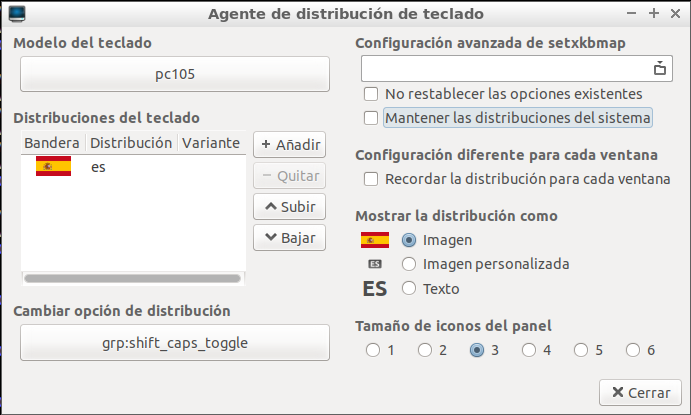 Agente de distribución de teclado
Modelo del teclado
pc105
Distribuciones del teclado
Bandera Distribución Variante
es
Añadir
Quitar
Subir
Bajar
Cambiar opción de distribución
grp:shift_caps_toggle
Configuración avanzada de setxkbmap
No restablecer las opciones existentes
Mantener las distribuciones del sistema
Configuración diferente para cada ventana
Recordar la distribución para cada ventana
Mostrar la distribución como
Imagen
ES Imagen personalizada
ES Texto
Tamaño de iconos del panel
1 2 3 4 5 6
Cerrar